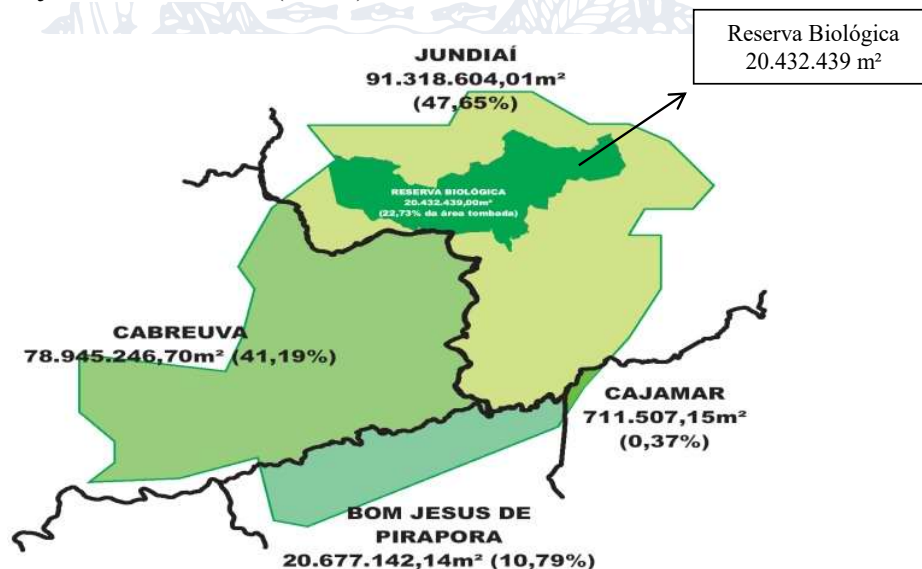 Reserva Biológica
20.432.439 m²
JUNDIAÍ
91.318.604,01m²
(47,65%)
RESERVA BIOLÓGICA
20.432.439,00m²
(22,73% da área tombada)
CABREUVA
78.945.246,70m² (41,19%)
CAJAMAR
711.507,15m²
(0,37%)
BOM JESUS DE
PIRAPORA
20.677.142,14m² (10,79%)